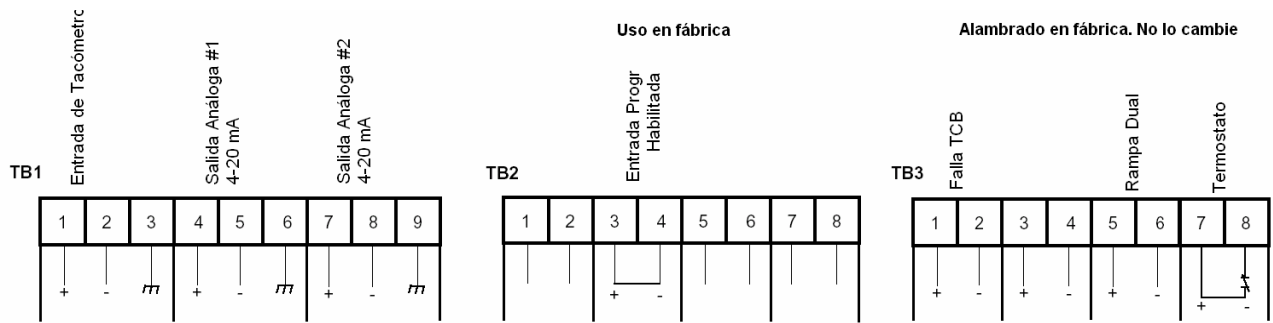 Uso en fábrica
Alambrado en fábrica. No lo cambie
TB1
Entrada de Tacómetro
Salida Análoga #1
4-20 mA
Salida Análoga #2
4-20 mA
1 2 3 4 5 6 7 8 9
+ - + - + -
TB2
Entrada Progr
Habilitada
1 2 3 4 5 6 7 8
+ -
TB3
Falla TCB
Rampa Dual
Termostato
1 2 3 4 5 6 7 8
+ - + - + - + -